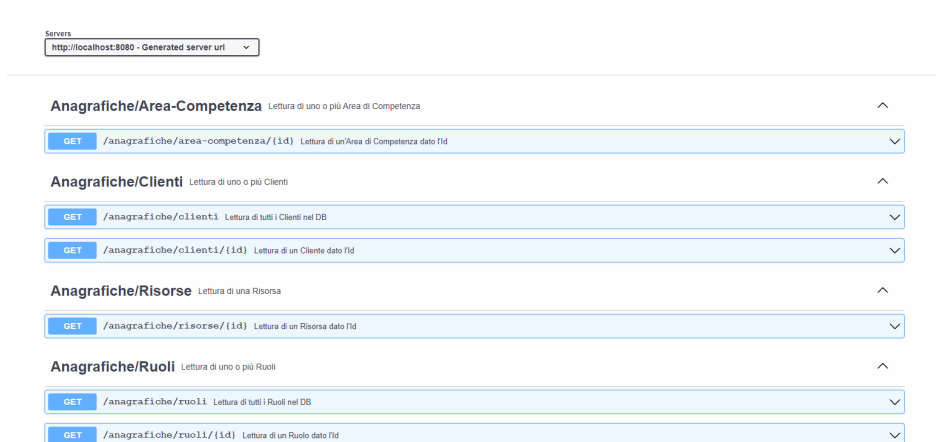 Servers
http://localhost:8080 - Generated server url
Anagrafiche/Area-Competenza Lettura di uno o più Area di Competenza
GET /anagrafiche/area-competenza/{id} Lettura di un'Area di Competenza dato l'Id
Anagrafiche/Clienti Lettura di uno o più Clienti
GET /anagrafiche/clienti Lettura di tutti i Clienti nel DB
GET /anagrafiche/clienti/{id} Lettura di un Cliente dato l'Id
Anagrafiche/Risorse Lettura di una Risorsa
GET /anagrafiche/risorse/{id} Lettura di un Risorsa dato l'Id
Anagrafiche/Ruoli Lettura di uno o più Ruoli
GET /anagrafiche/ruoli Lettura di tutti i Ruoli nel DB
GET /anagrafiche/ruoli/{id} Lettura di un Ruolo dato l'Id